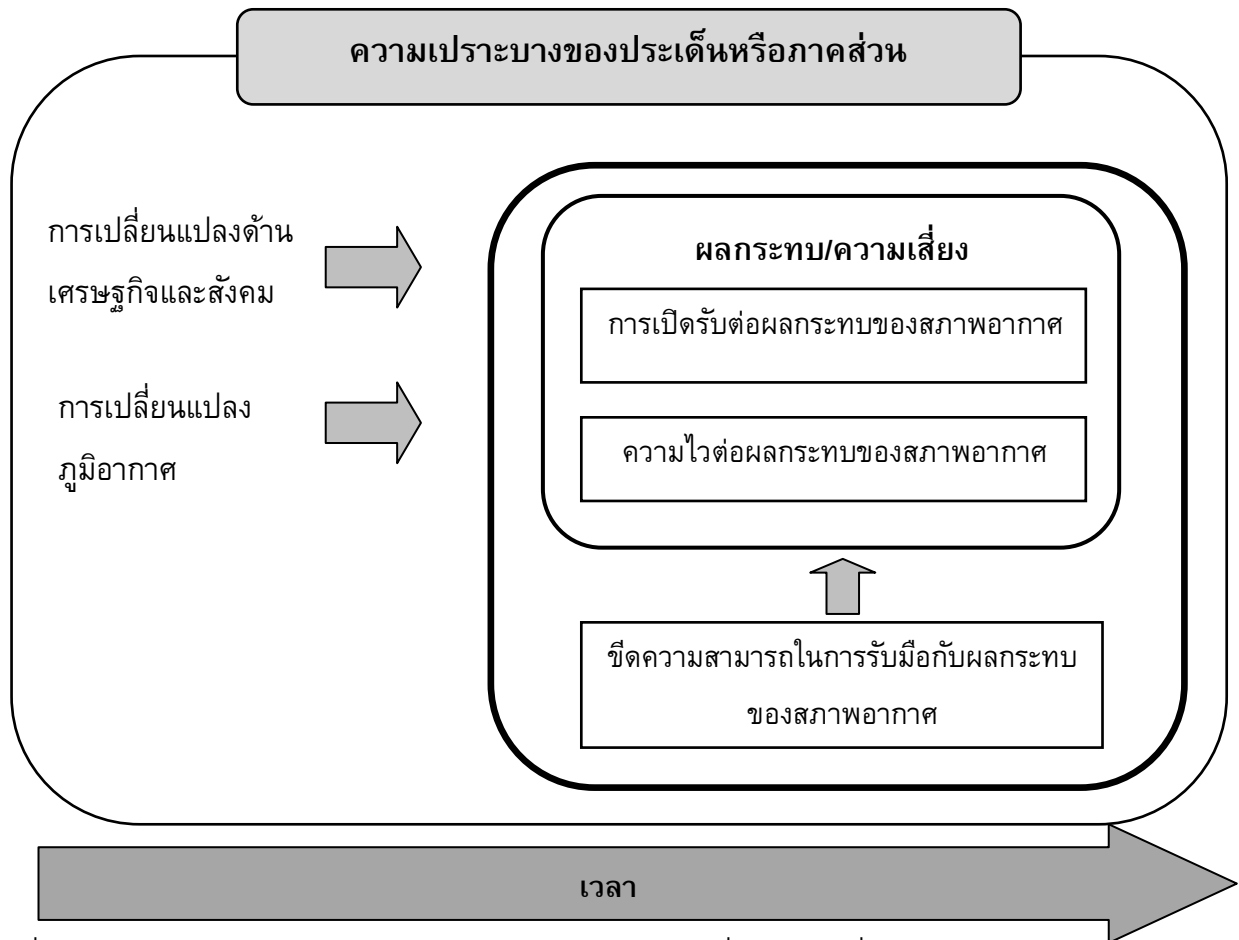 ความเปราะบางของประเด็นหรือภาคส่วน
การเปลี่ยนแปลงด้าน
เศรษฐกิจและสังคม
การเปลี่ยนแปลง
ภูมิอากาศ
ผลกระทบ/ความเสี่ยง
การเปิดรับต่อผลกระทบของสภาพอากาศ
ความไวต่อผลกระทบของสภาพอากาศ
ขีดความสามารถในการรับมือกับผลกระทบ
ของสภาพอากาศ
เวลา